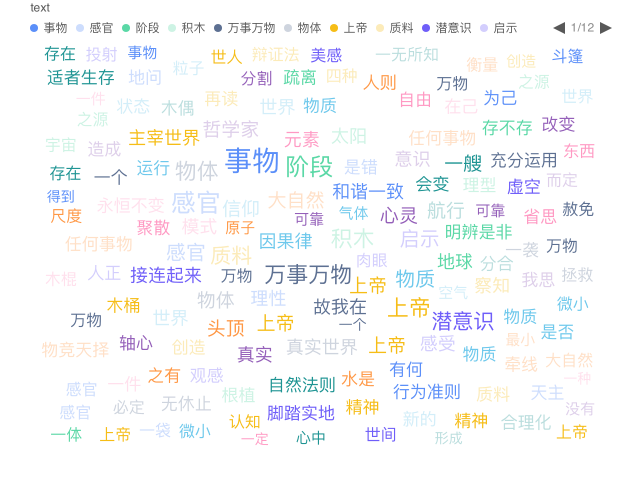 text
事物 感官 阶段 积木 万事万物 物体 上帝 质料 潜意识 启示 1/12
存在 投射 事物 世人 辩证法 美感 一无所知 斗篷
粒子 衡量 创造
适者生存 地问 分割 疏离 四种 人则 万物 之源
一件 状态 木偶 再读 世界 物质 自由 在己 为己 世界
之源 哲学家 太阳 存不存 改变
宇宙 造成 主宰世界 元素 任何事物 东西
存在 一个 运行 物体 事物 阶段 是错 意识 一艘 充分运用
得到 永恒不变 感官 信仰 大自然 和谐一致 会变 理型 虚空 而定
尺度 聚散 模式 原子 可靠 气体 心灵 航行 可靠 省思 赦免
任何事物 感官 质料 因果律 积木 启示 明辨是非 一袭 万物
木棍 人正 接连起来 万物 万事万物 肉眼 物质 地球 分合 我思 拯救
木桶 物体 理性 故我在 上帝 上帝 空气 察知 微小
万物 世界 头顶 上帝 一个 潜意识 物质 是否
物竞天择 轴心 创造 真实 真实世界 上帝 感受 物质 最小 牵线 大自然
感官 一件 之有 观感 自然法则 水是 有何 一种
感官 必定 无休止 根植 脚踏实地 精神 行为准则 质料 天主 没有
一体 上帝 一袋 微小 认知 一定 心中 世间 新的 形成 精神 合理化 上帝